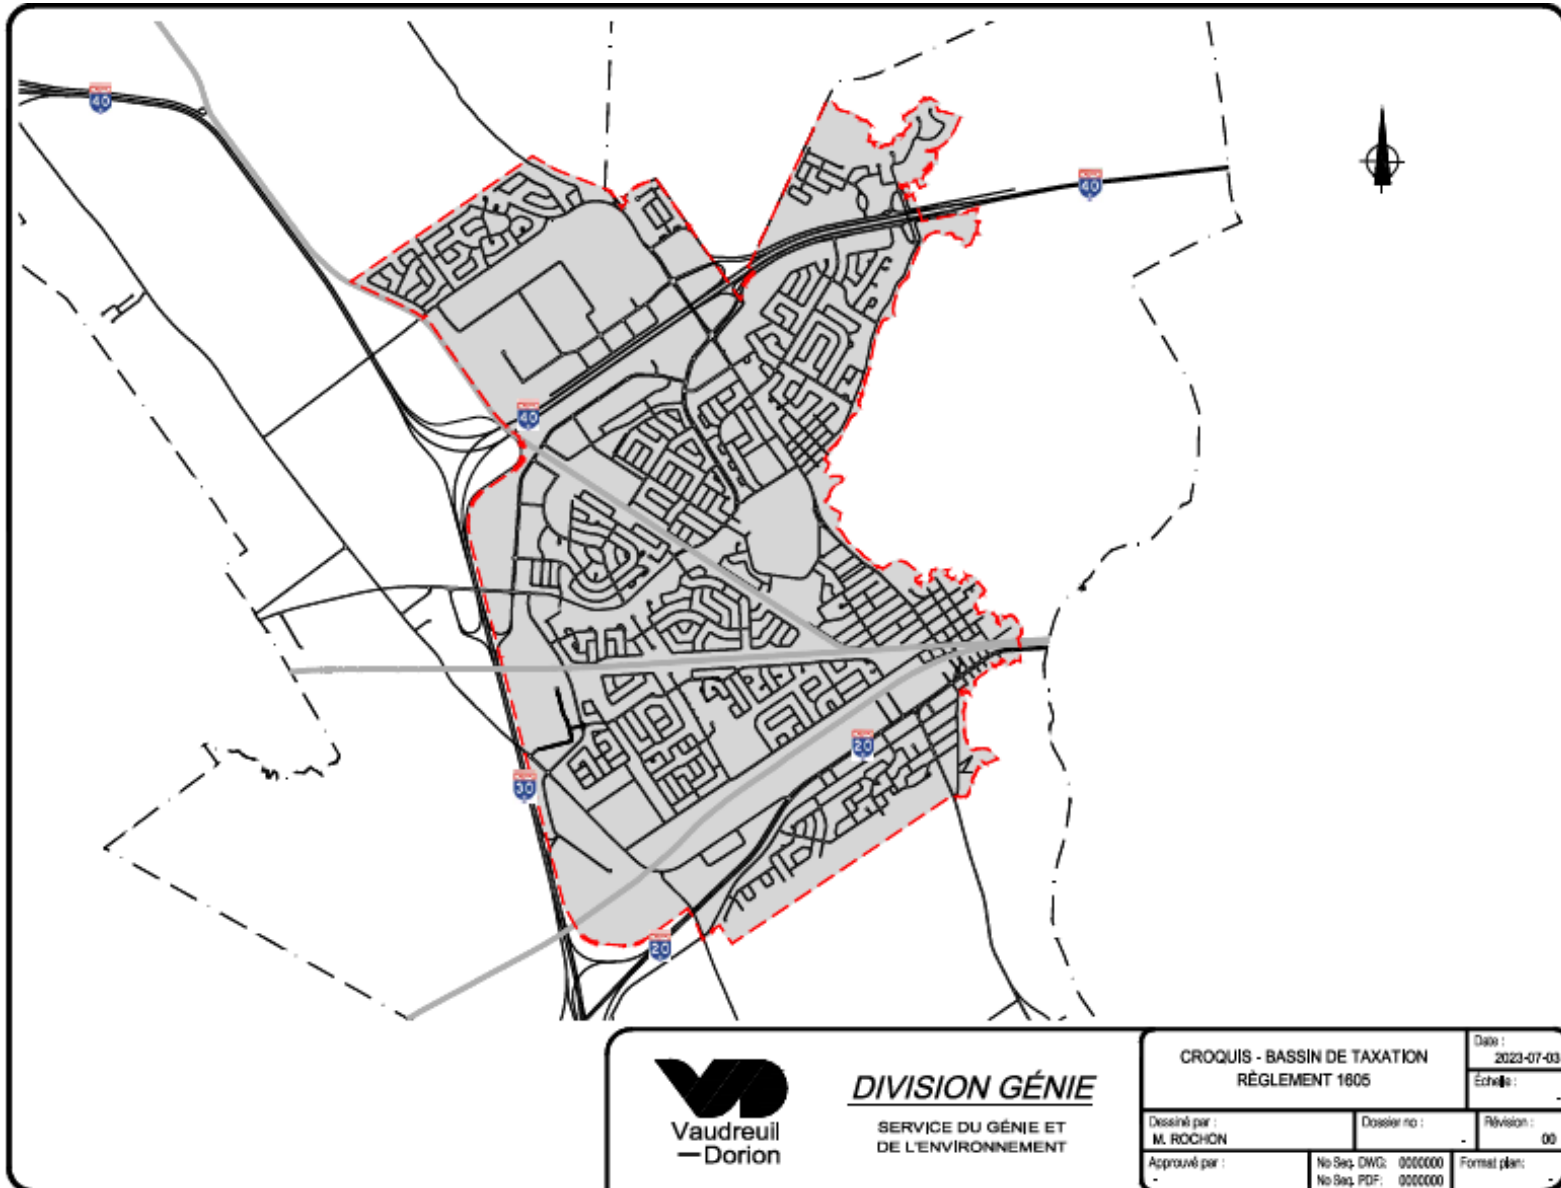 40
40
40
20
30
20
Vaudreuil
—Dorion
DIVISION GÉNIE
SERVICE DU GÉNIE ET
DE L'ENVIRONNEMENT
CROQUIS - BASSIN DE TAXATION
RÈGLEMENT 1605
Date :
2023-07-03
Échelle :
-
Dessiné par :
M. ROCHON
Dossier no :
-
Révision :
00
Approuvé par :
-
No Seq. DWG: 0000000
No Seq. PDF: 0000000
Format plan:
-